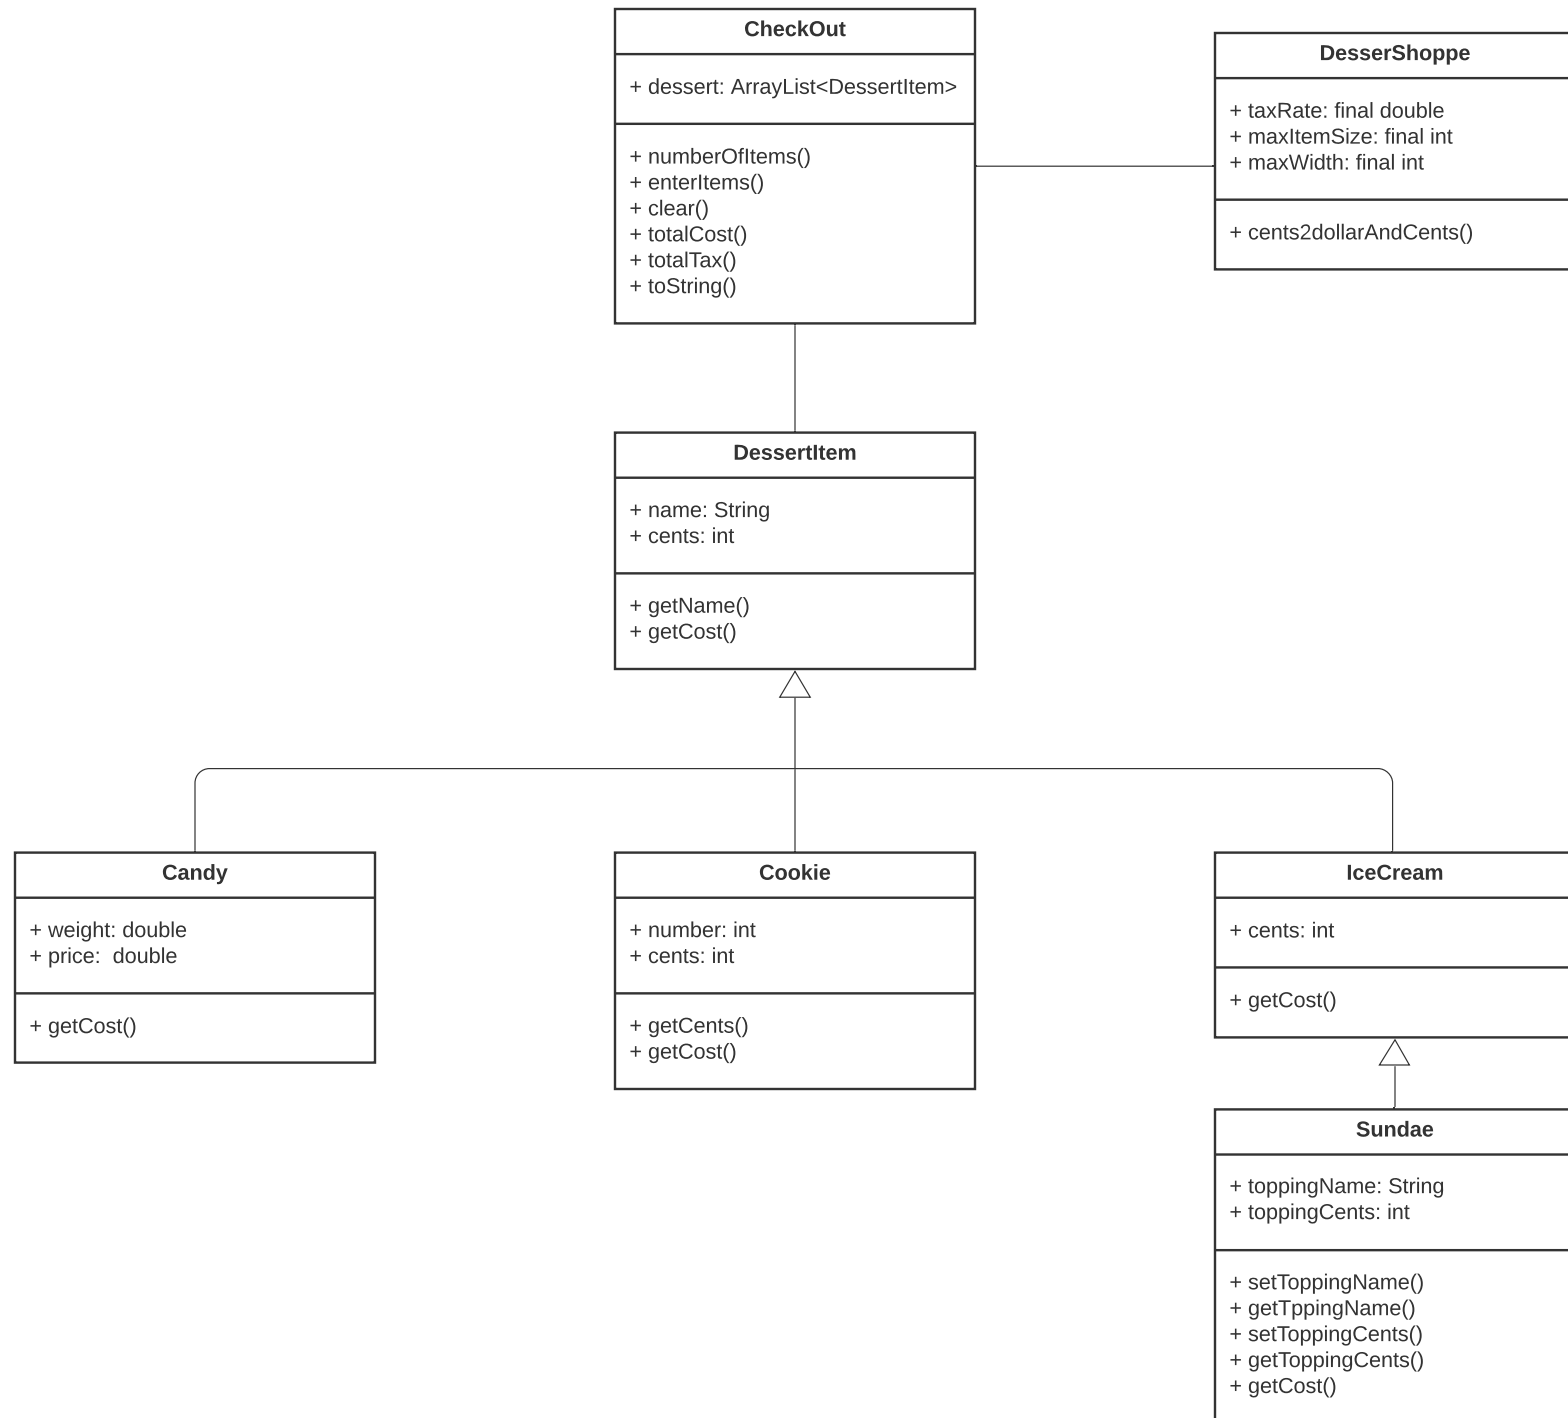 CheckOut
+ dessert: ArrayList<DessertItem>
+ numberOfItems()
+ enterItems()
+ clear()
+ totalCost()
+ totalTax()
+ toString()
DesserShoppe
+ taxRate: final double
+ maxItemSize: final int
+ maxWidth: final int
+ cents2dollarAndCents()
DessertItem
+ name: String
+ cents: int
+ getName()
+ getCost()
Candy
+ weight: double
+ price:  double
+ getCost()
Cookie
+ number: int
+ cents: int
+ getCents()
+ getCost()
IceCream
+ cents: int
+ getCost()
Sundae
+ toppingName: String
+ toppingCents: int
+ setToppingName()
+ getTppingName()
+ setToppingCents()
+ getToppingCents()
+ getCost()